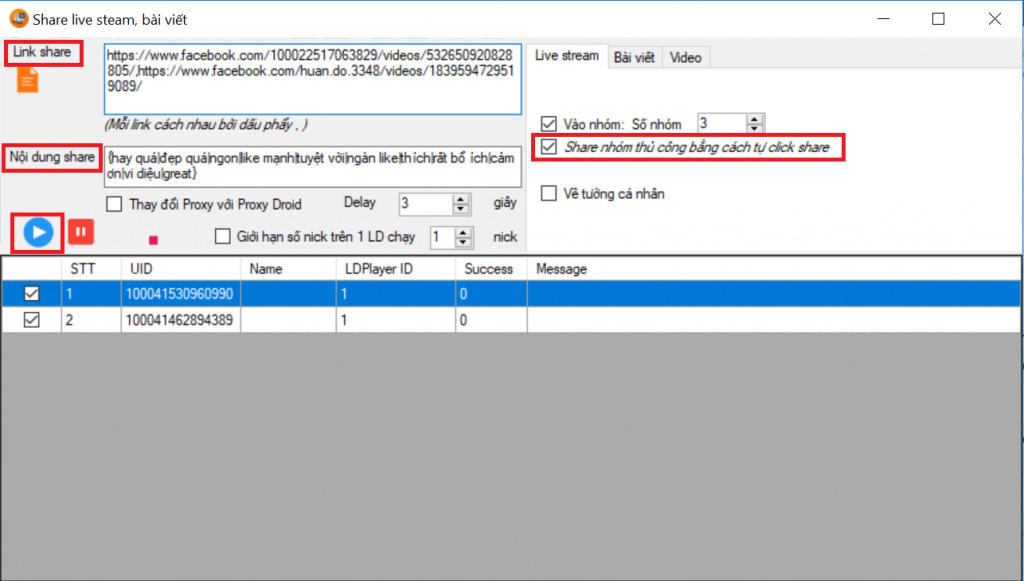 Share live steam, bài viết
Link share
https://www.facebook.com/100022517063829/videos/532650920828
805/,https://www.facebook.com/huan.do.3348/videos/183959472951
9089/
(Mỗi link cách nhau bởi dấu phẩy , )
Nội dung share
{hay quá|đẹp quá|ngon|like mạnh|tuyệt vời|ngàn like|thích|rất bổ ích|cảm
ơn|vi diệu|great}
Thay đổi Proxy với Proxy Droid
Delay
3
giây
Giới hạn số nick trên 1 LD chạy
1
nick
Live stream
Bài viết
Video
Vào nhóm: Số nhóm
3
Share nhóm thủ công bằng cách tự click share
Về tường cá nhân
STT UID Name LDPlayer ID Success Message
1 100041530960990 1 0
2 100041462894389 1 0